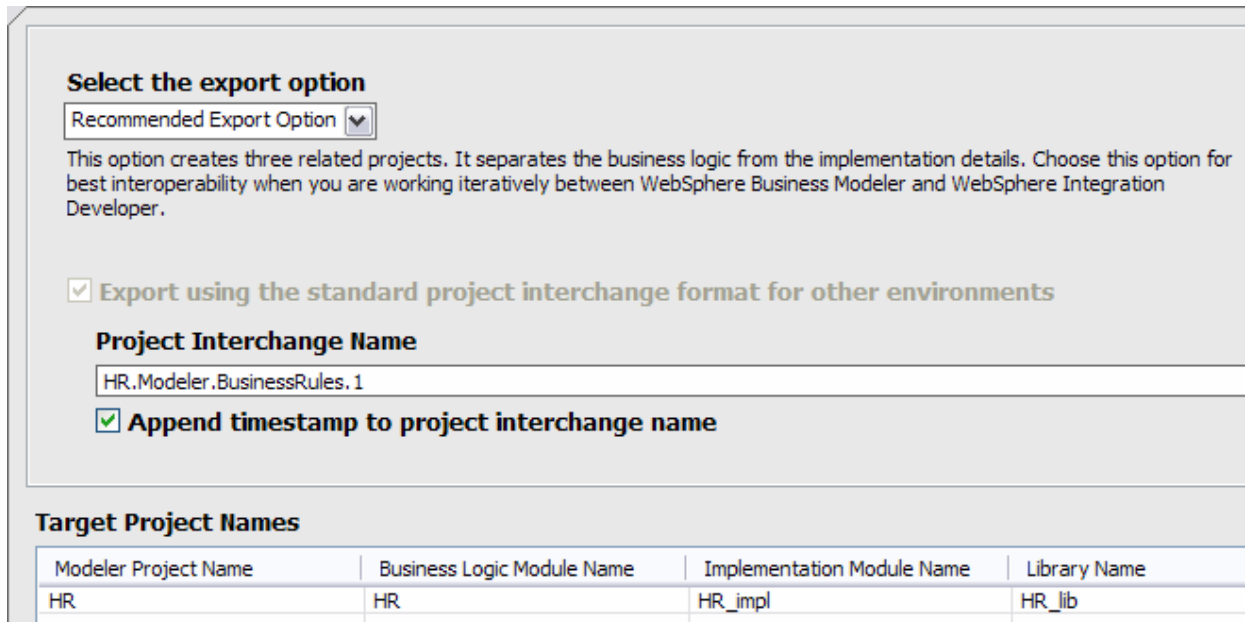 Select the export option
Recommended Export Option
This option creates three related projects. It separates the business logic from the implementation details. Choose this option for
best interoperability when you are working iteratively between WebSphere Business Modeler and WebSphere Integration
Developer.
Export using the standard project interchange format for other environments
Project Interchange Name
HR.Modeler.BusinessRules.1
Append timestamp to project interchange name
Target Project Names
Modeler Project Name Business Logic Module Name Implementation Module Name Library Name
HR HR HR_impl HR_lib